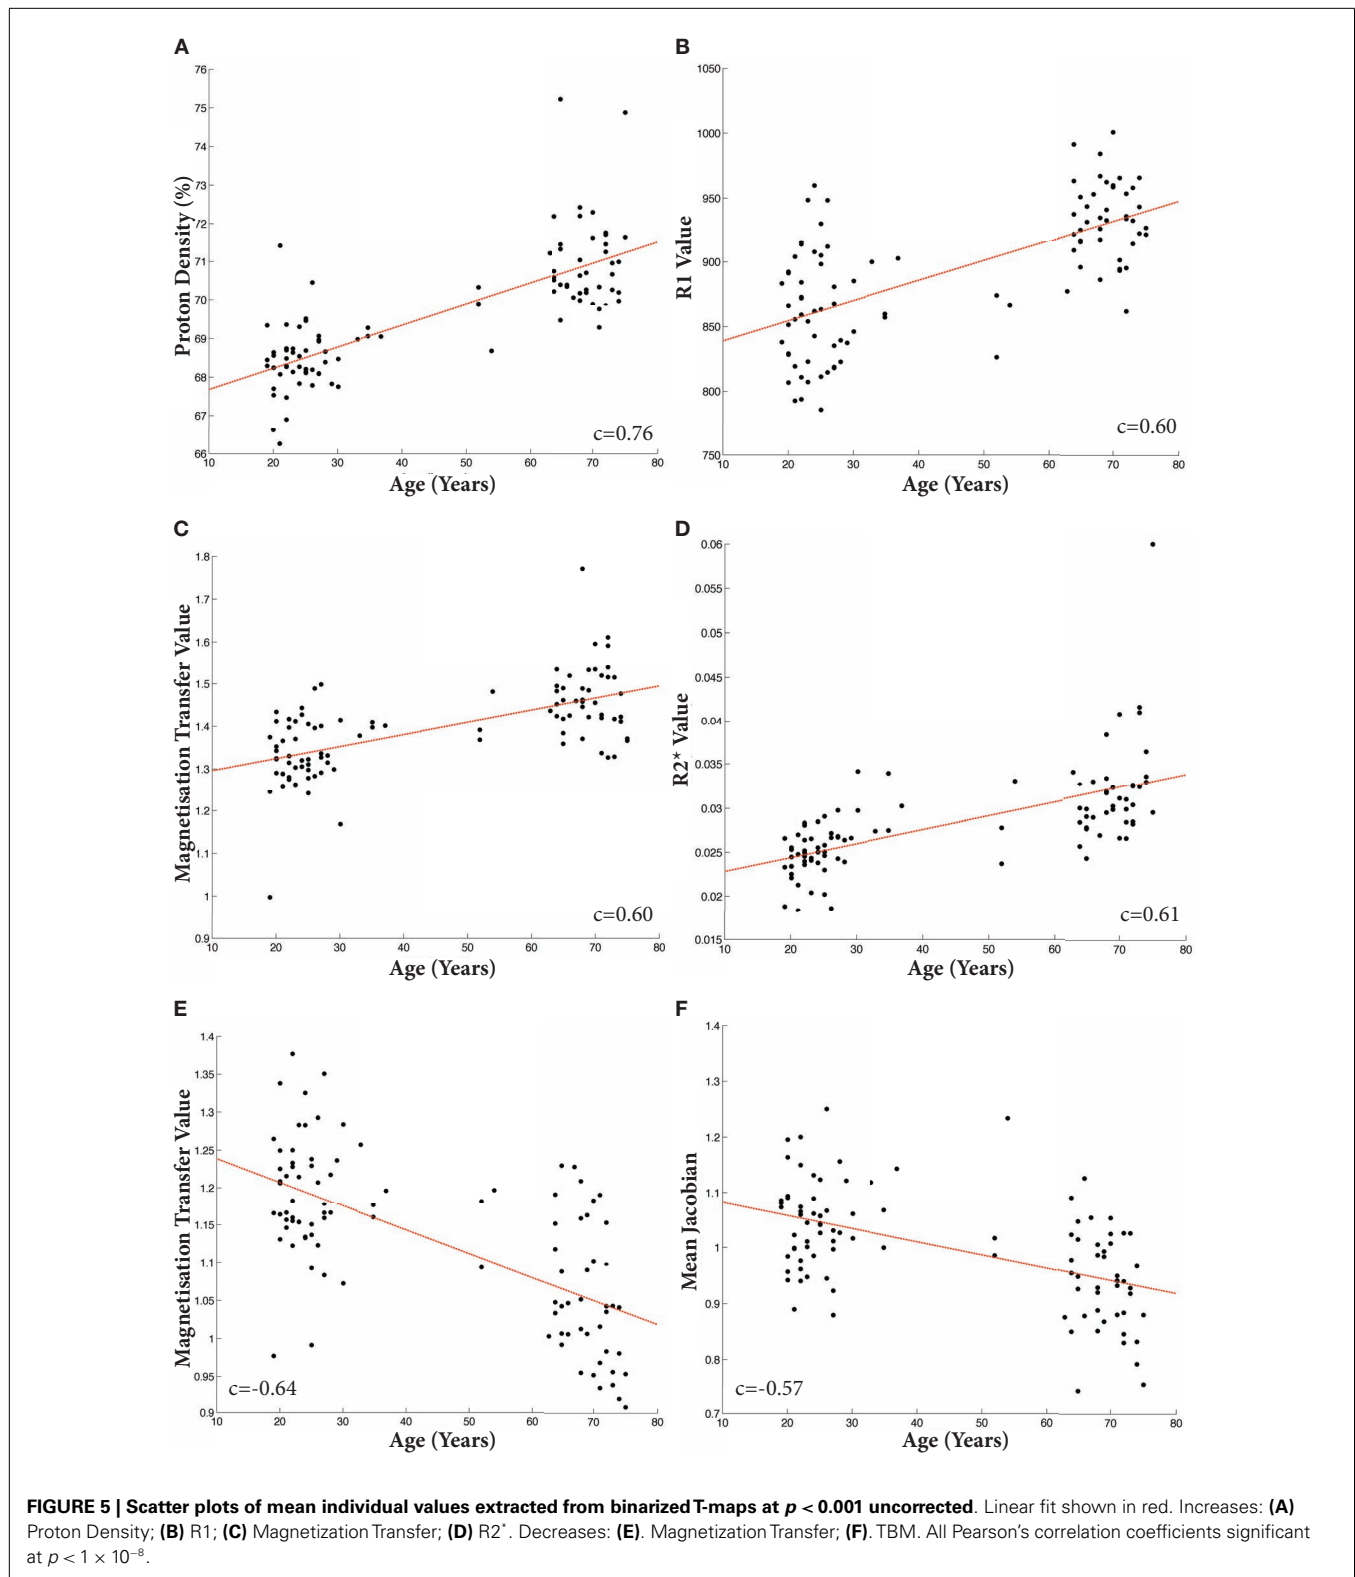 A
76
75
74
73
72
71
70
69
68
67
66
Proton Density (%)
c=0.76
10 20 30 40 50 60 70 80
Age (Years)
B
1050
1000
950
900
850
800
750
R1 Value
c=0.60
10 20 30 40 50 60 70 80
Age (Years)
C
1.8
1.7
1.6
1.5
1.4
1.3
1.2
1.1
1
0.9
Magnetisation Transfer Value
c=0.60
10 20 30 40 50 60 70 80
Age (Years)
D
0.06
0.055
0.05
0.045
0.04
0.035
0.03
0.025
0.02
0.015
R2* Value
c=0.61
10 20 30 40 50 60 70 80
Age (Years)
E
1.4
1.35
1.3
1.25
1.2
1.15
1.1
1.05
1
0.95
0.9
Magnetisation Transfer Value
c=-0.64
10 20 30 40 50 60 70 80
Age (Years)
F
1.4
1.3
1.2
1.1
1
0.9
0.8
0.7
Mean Jacobian
c=-0.57
10 20 30 40 50 60 70 80
Age (Years)
FIGURE 5 | Scatter plots of mean individual values extracted from binarized T-maps at p < 0.001 uncorrected. Linear fit shown in red. Increases: (A)
Proton Density; (B) R1; (C) Magnetization Transfer; (D) R2*. Decreases: (E). Magnetization Transfer; (F). TBM. All Pearson's correlation coefficients significant
at p < 1 × 10⁻⁸.